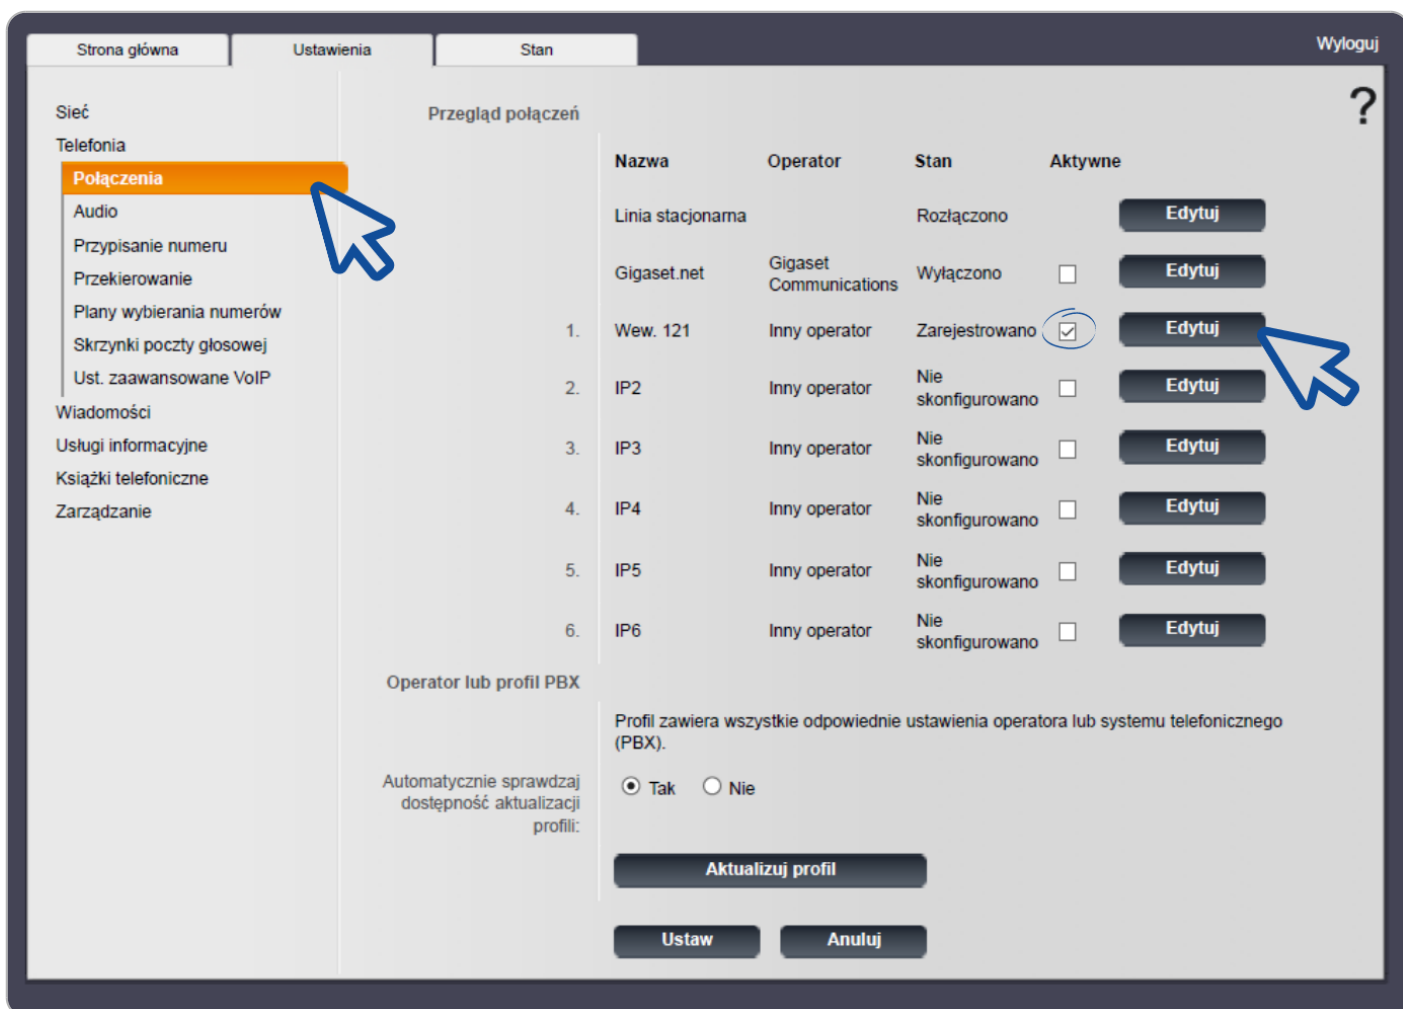 Strona główna
Ustawienia
Stan
Wyloguj
?
Sieć
Telefonia
Połączenia
Audio
Przypisanie numeru
Przekierowanie
Plany wybierania numerów
Skrzynki poczty głosowej
Ust. zaawansowane VoIP
Wiadomości
Usługi informacyjne
Książki telefoniczne
Zarządzanie
Przegląd połączeń
Nazwa Operator Stan Aktywne
Linia stacjonarna Rozłączono Edytuj
Gigaset.net Gigaset
Communications Wyłączono Edytuj
1. Wew. 121 Inny operator Zarejestrowano Edytuj
2. IP2 Inny operator Nie
skonfigurowano Edytuj
3. IP3 Inny operator Nie
skonfigurowano Edytuj
4. IP4 Inny operator Nie
skonfigurowano Edytuj
5. IP5 Inny operator Nie
skonfigurowano Edytuj
6. IP6 Inny operator Nie
skonfigurowano Edytuj
Operator lub profil PBX
Profil zawiera wszystkie odpowiednie ustawienia operatora lub systemu telefonicznego
(PBX).
Automatycznie sprawdzaj
dostępność aktualizacji
profili:
Tak Nie
Aktualizuj profil
Ustaw Anuluj